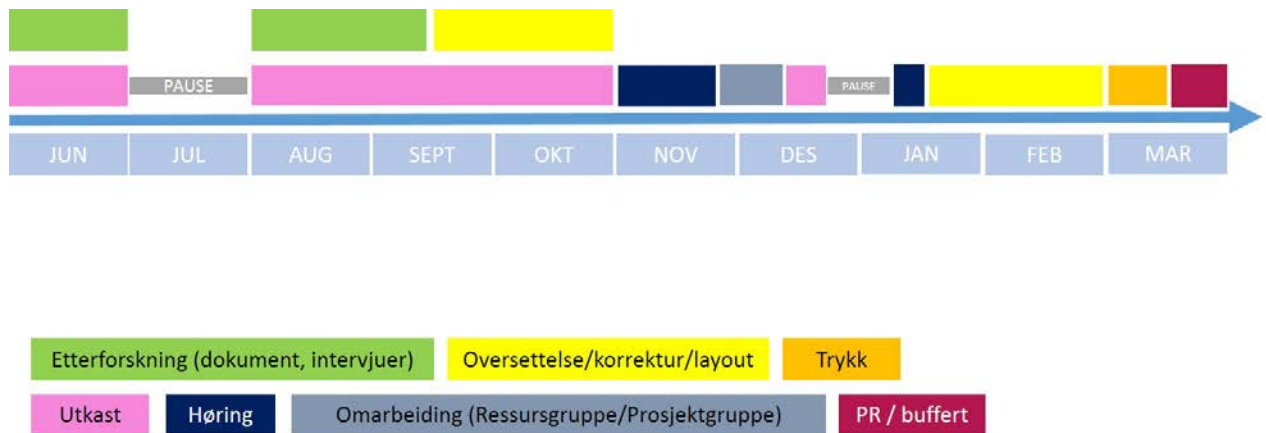 PAUSE
PAUSE
JUN JUL AUG SEPT OKT NOV DES JAN FEB MAR
Etterforskning (dokument, intervjuer) Oversettelse/korrektur/layout Trykk
Utkast Høring Omarbeiding (Ressursgruppe/Prosjektgruppe) PR / buffert